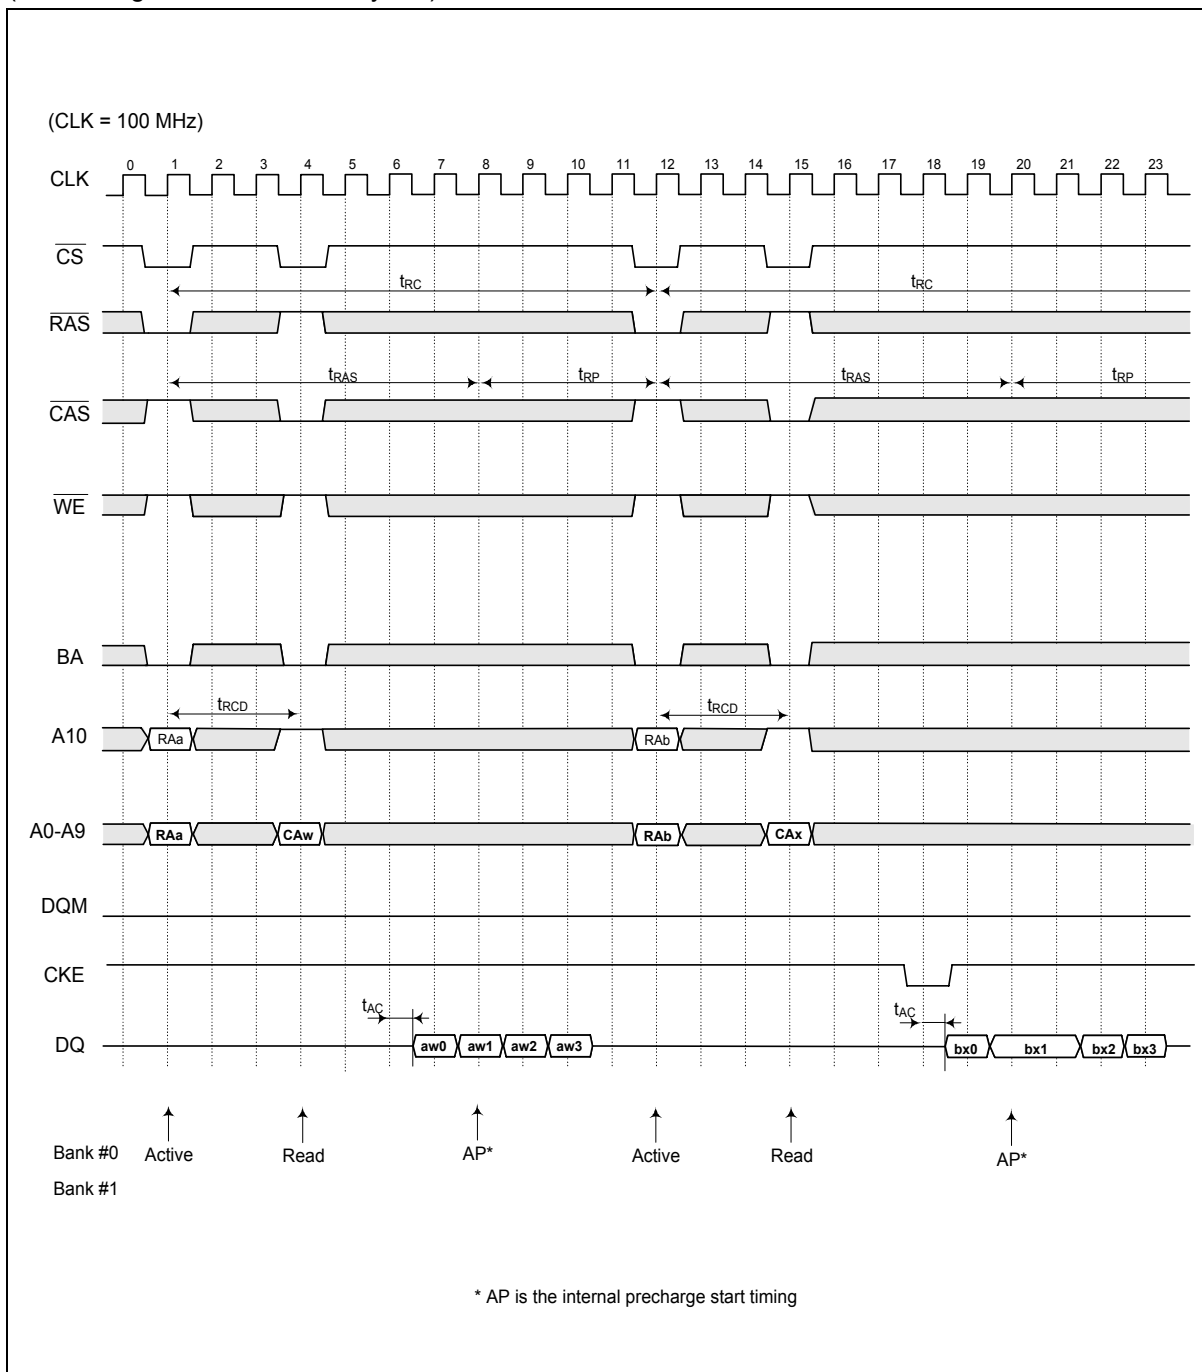 (CLK = 100 MHz)
0 1 2 3 4 5 6 7 8 9 10 11 12 13 14 15 16 17 18 19 20 21 22 23
CLK
CS
tRC tRC
RAS
tRAS tRP tRAS tRP
CAS
WE
BA
tRCD tRCD
A10 RAa RAb
A0-A9 RAa CAw RAb CAx
DQM
CKE
tAC tAC
DQ aw0 aw1 aw2 aw3 bx0 bx1 bx2 bx3
Bank #0 Active Read AP* Active Read AP*
Bank #1
* AP is the internal precharge start timing